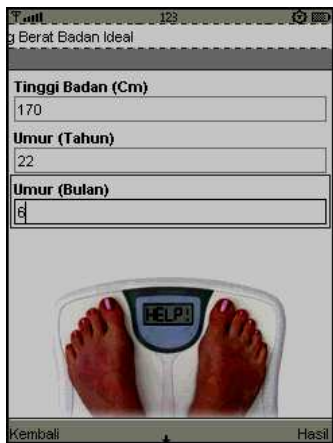 123
g Berat Badan Ideal
Tinggi Badan (Cm)
170
Umur (Tahun)
22
Umur (Bulan)
6
HELP!
Kembali
Hasil